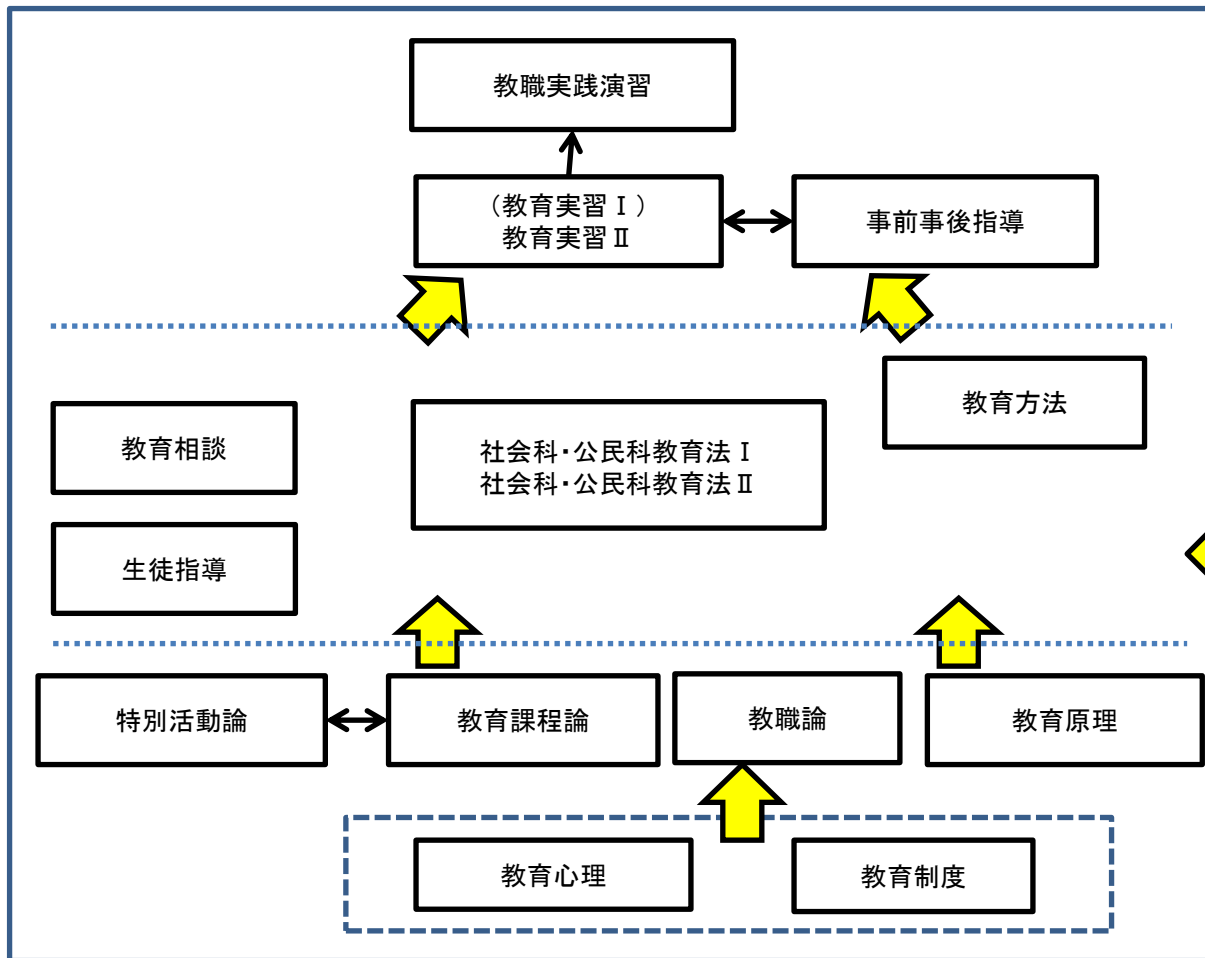 教職実践演習
（教育実習Ⅰ）
教育実習Ⅱ
事前事後指導
教育方法
教育相談
社会科・公民科教育法Ⅰ
社会科・公民科教育法Ⅱ
生徒指導
特別活動論
教育課程論
教職論
教育原理
教育心理
教育制度